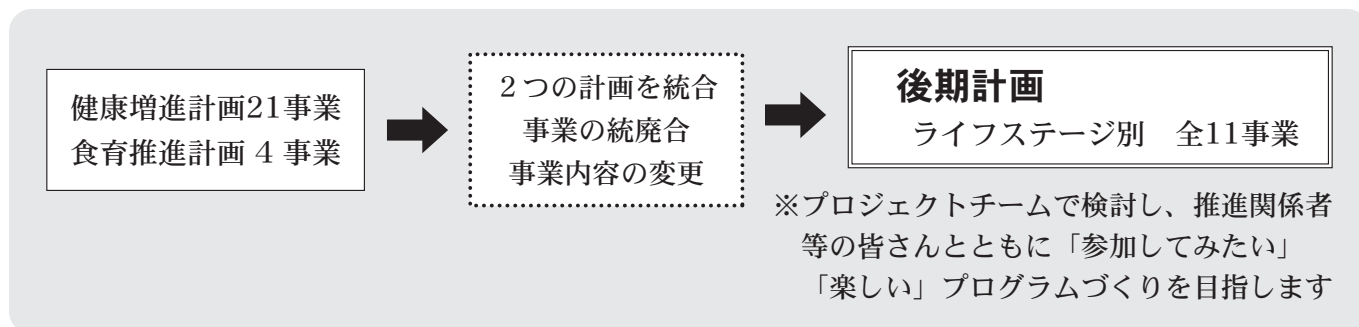 健康増進計画21事業
食育推進計画4事業
2つの計画を統合
事業の統廃合
事業内容の変更
後期計画
ライフステージ別　全11事業
※プロジェクトチームで検討し、推進関係者
等の皆さんとともに「参加してみたい」
「楽しい」プログラムづくりを目指します